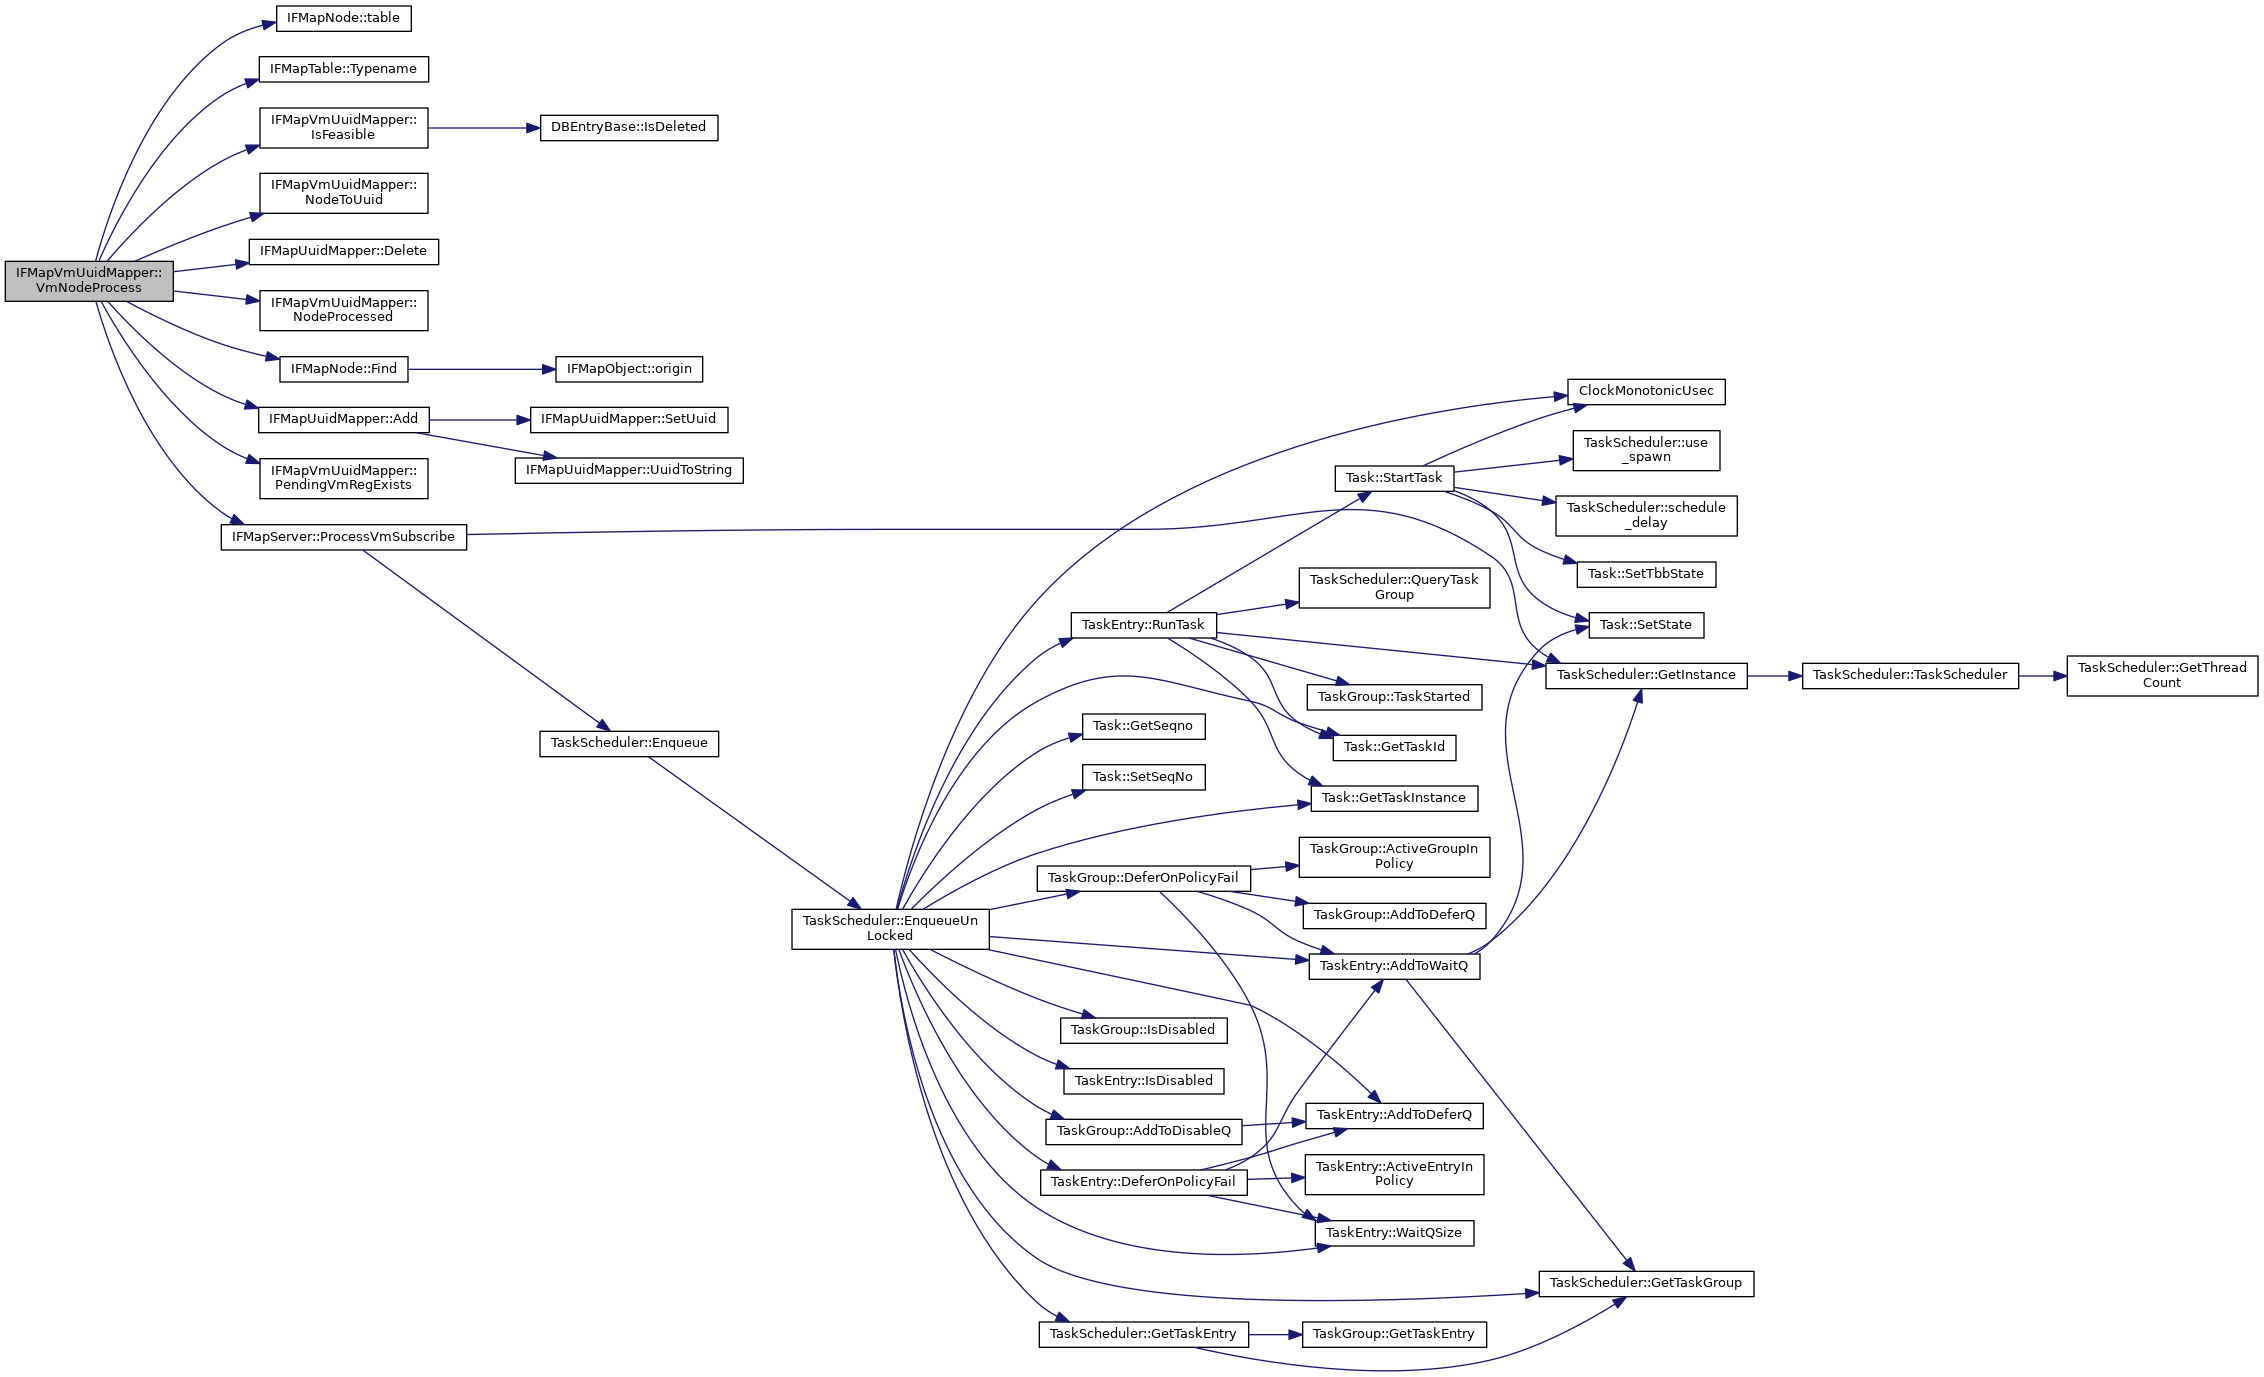 IFMapVmUuidMapper::
VmNodeProcess
IFMapNode::table
IFMapTable::Typename
IFMapVmUuidMapper::
IsFeasible
IFMapVmUuidMapper::
NodeToUuid
IFMapUuidMapper::Delete
IFMapVmUuidMapper::
NodeProcessed
IFMapNode::Find
IFMapUuidMapper::Add
IFMapVmUuidMapper::
PendingVmRegExists
IFMapServer::ProcessVmSubscribe
DBEntryBase::IsDeleted
IFMapObject::origin
IFMapUuidMapper::SetUuid
IFMapUuidMapper::UuidToString
TaskScheduler::Enqueue
TaskScheduler::EnqueueUn
Locked
TaskEntry::RunTask
Task::GetSeqno
Task::SetSeqNo
TaskGroup::DeferOnPolicyFail
TaskGroup::IsDisabled
TaskEntry::IsDisabled
TaskGroup::AddToDisableQ
TaskEntry::DeferOnPolicyFail
TaskScheduler::GetTaskEntry
Task::StartTask
TaskScheduler::QueryTask
Group
TaskGroup::TaskStarted
Task::GetTaskId
Task::GetTaskInstance
TaskGroup::ActiveGroupIn
Policy
TaskGroup::AddToDeferQ
TaskEntry::AddToWaitQ
TaskEntry::AddToDeferQ
TaskEntry::ActiveEntryIn
Policy
TaskEntry::WaitQSize
TaskGroup::GetTaskEntry
ClockMonotonicUsec
TaskScheduler::use
_spawn
TaskScheduler::schedule
_delay
Task::SetTbbState
Task::SetState
TaskScheduler::GetInstance
TaskScheduler::GetTaskGroup
TaskScheduler::TaskScheduler
TaskScheduler::GetThread
Count